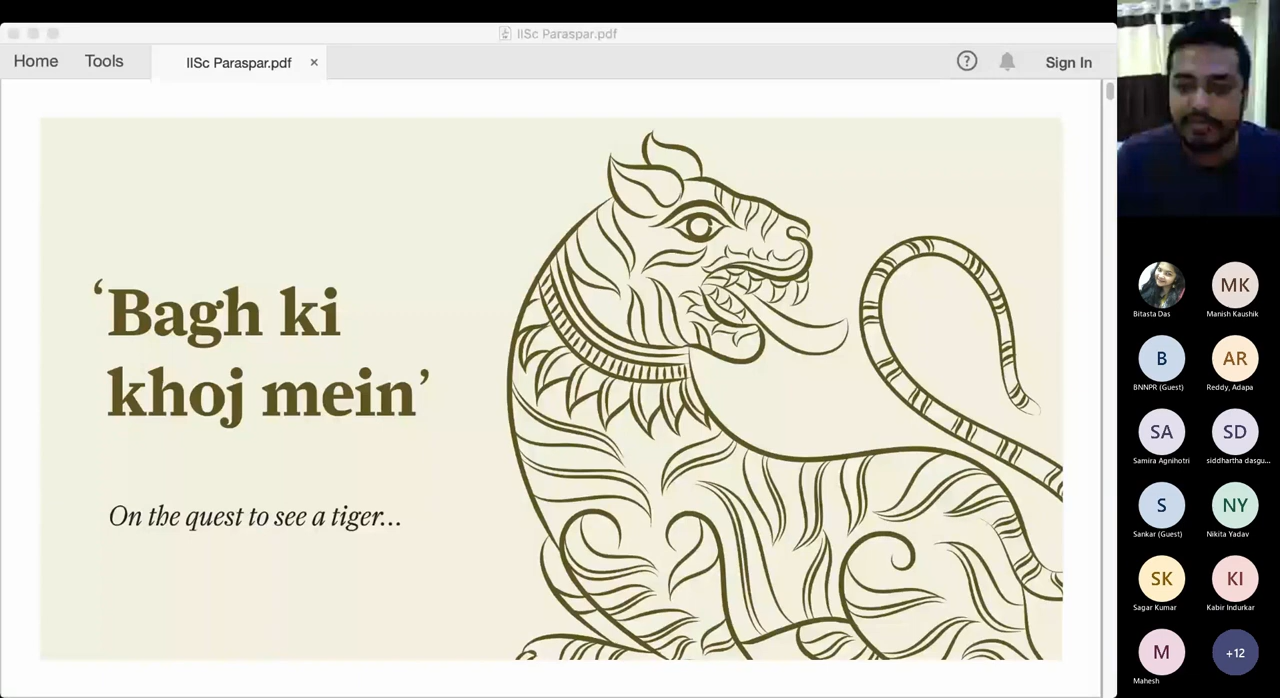 IISc Paraspar.pdf
Home
Tools
IISc Paraspar.pdf
×
?
Sign In
‘Bagh ki
khoj mein’
On the quest to see a tiger...
Bitasta Das
MK
Manish Kaushik
B
BNNPR (Guest)
AR
Reddy, Adapa
SA
Samira Agnihotri
SD
siddhartha dasgu...
S
Sankar (Guest)
NY
Nikita Yadav
SK
Sagar Kumar
KI
Kabir Indurkar
M
Mahesh
+12